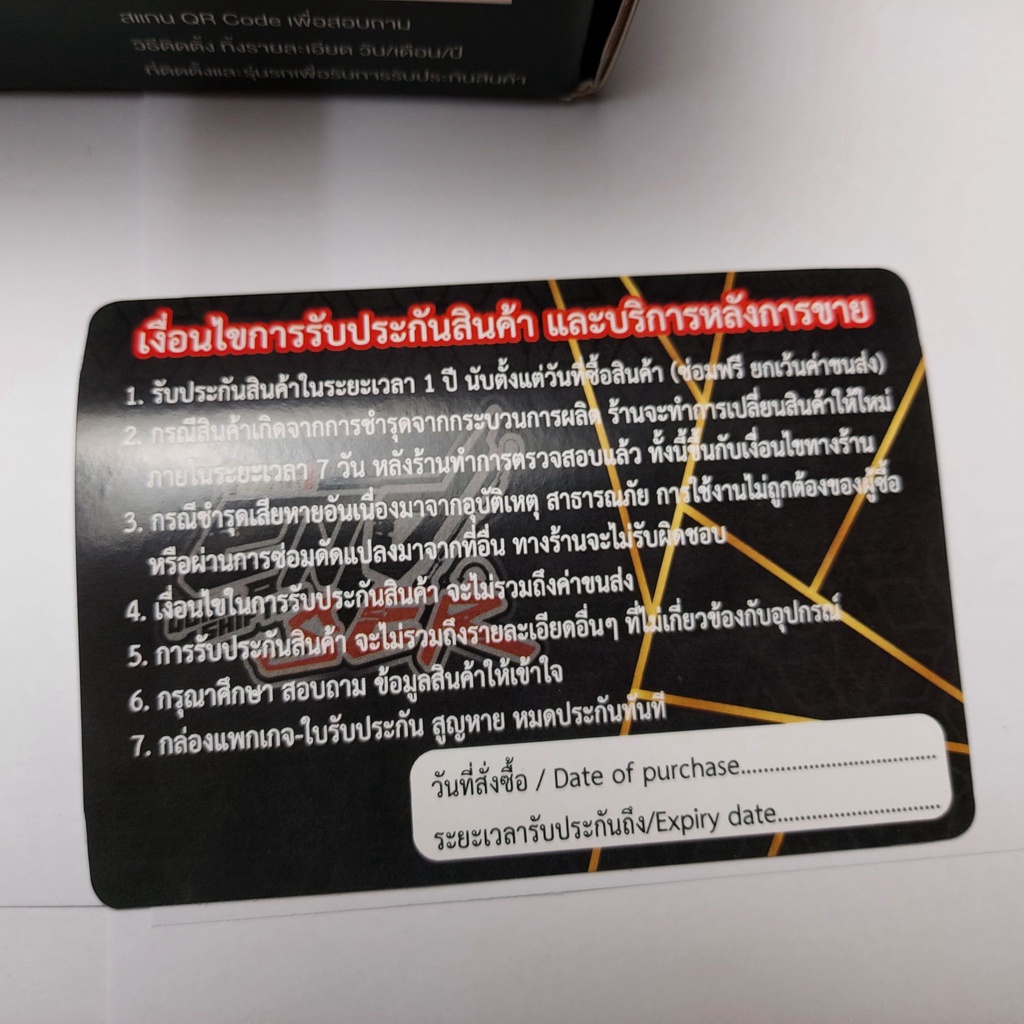 สแกน QR Code เพื่อสอบถาม
วิธีติดตั้ง ทิ้งรายละเอียด วัน/เดือน/ปี
ที่ติดตั้งและรุ่นรถเพื่อรับการรับประกันสินค้า
เงื่อนไขการรับประกันสินค้า และบริการหลังการขาย
1. รับประกันสินค้าในระยะเวลา 1 ปี นับตั้งแต่วันที่ซื้อสินค้า (ซ่อมฟรี ยกเว้นค่าขนส่ง)
2. กรณีสินค้าเกิดจากการชำรุดจากกระบวนการผลิต ร้านจะทำการเปลี่ยนสินค้าให้ใหม่
ภายในระยะเวลา 7 วัน หลังร้านทำการตรวจสอบแล้ว ทั้งนี้ขึ้นกับเงื่อนไขทางร้าน
3. กรณีชำรุดเสียหายอันเนื่องมาจากอุบัติเหตุ สาธารณภัย การใช้งานไม่ถูกต้องของผู้ซื้อ
หรือผ่านการซ่อมดัดแปลงมาจากที่อื่น ทางร้านจะไม่รับผิดชอบ
4. เงื่อนไขในการรับประกันสินค้า จะไม่รวมถึงค่าขนส่ง
5. การรับประกันสินค้า จะไม่รวมถึงรายละเอียดอื่นๆ ที่ไม่เกี่ยวข้องกับอุปกรณ์
6. กรุณาศึกษา สอบถาม ข้อมูลสินค้าให้เข้าใจ
7. กล่องแพกเกจ-ใบรับประกัน สูญหาย หมดประกันทันที
วันที่สั่งซื้อ / Date of purchase..................................
ระยะเวลารับประกันถึง/Expiry date............................